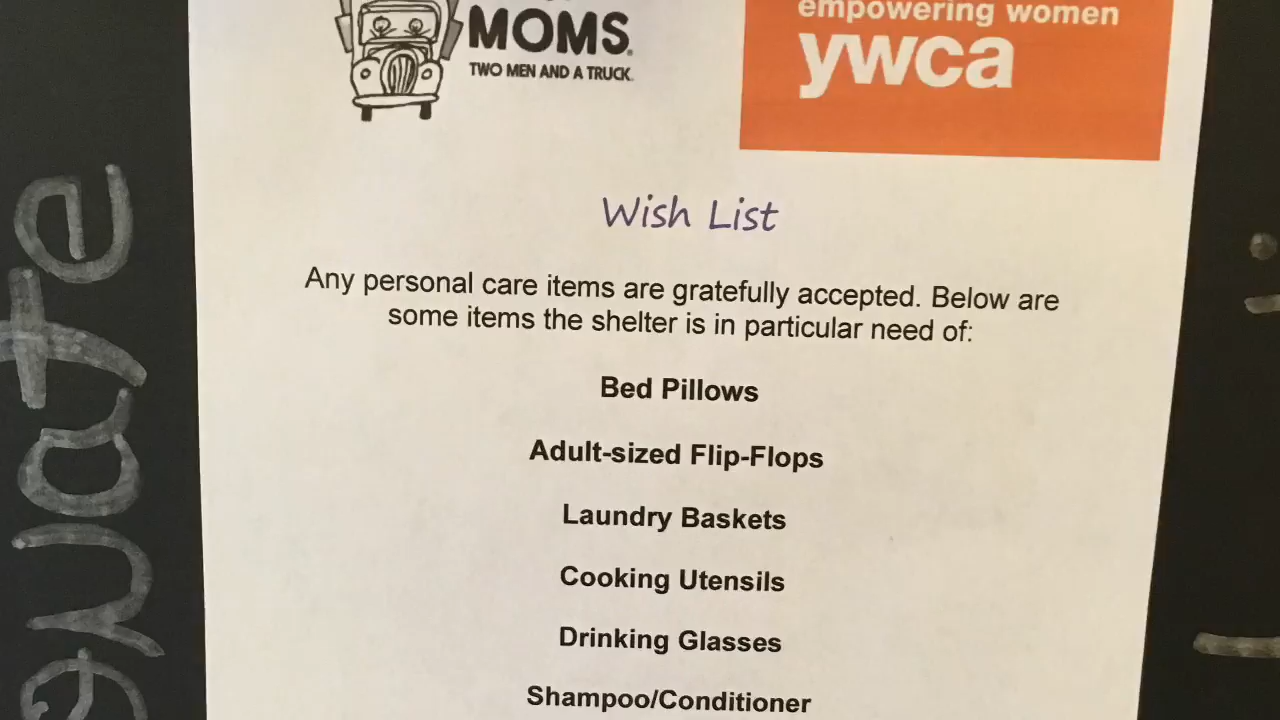 MOMS
TWO MEN AND A TRUCK
empowering women
ywca
Wish List
Any personal care items are gratefully accepted. Below are
some items the shelter is in particular need of:
Bed Pillows
Adult-sized Flip-Flops
Laundry Baskets
Cooking Utensils
Drinking Glasses
Shampoo/Conditioner